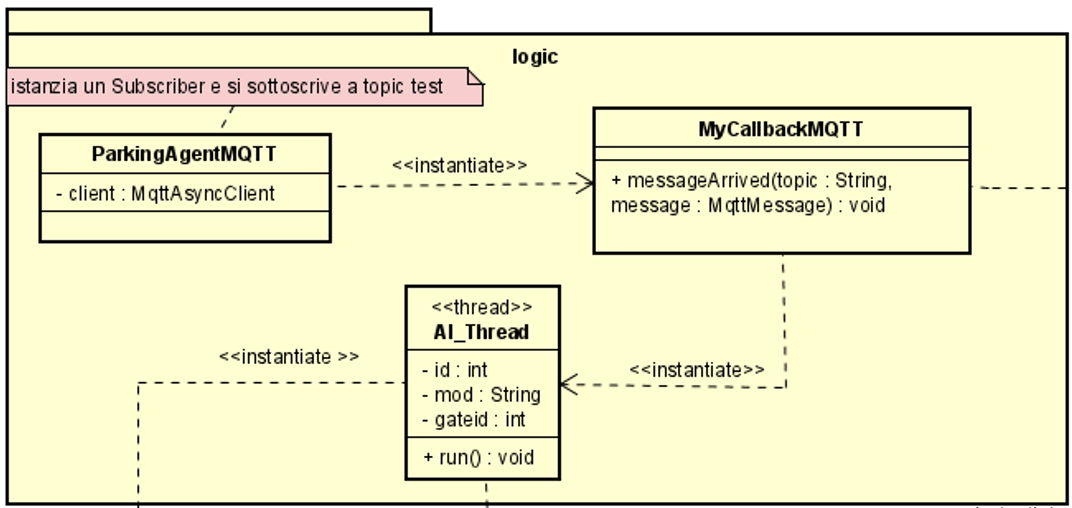 logic
istanzia un Subscriber e si sottoscrive a topic test
ParkingAgentMQTT
- client : MqttAsyncClient
<<instantiate>>
MyCallbackMQTT
+ messageArrived(topic : String,
message : MqttMessage) : void
<<thread>>
AI_Thread
- id : int
- mod : String
- gateid : int
+ run() : void
<<instantiate >>
<<instantiate>>